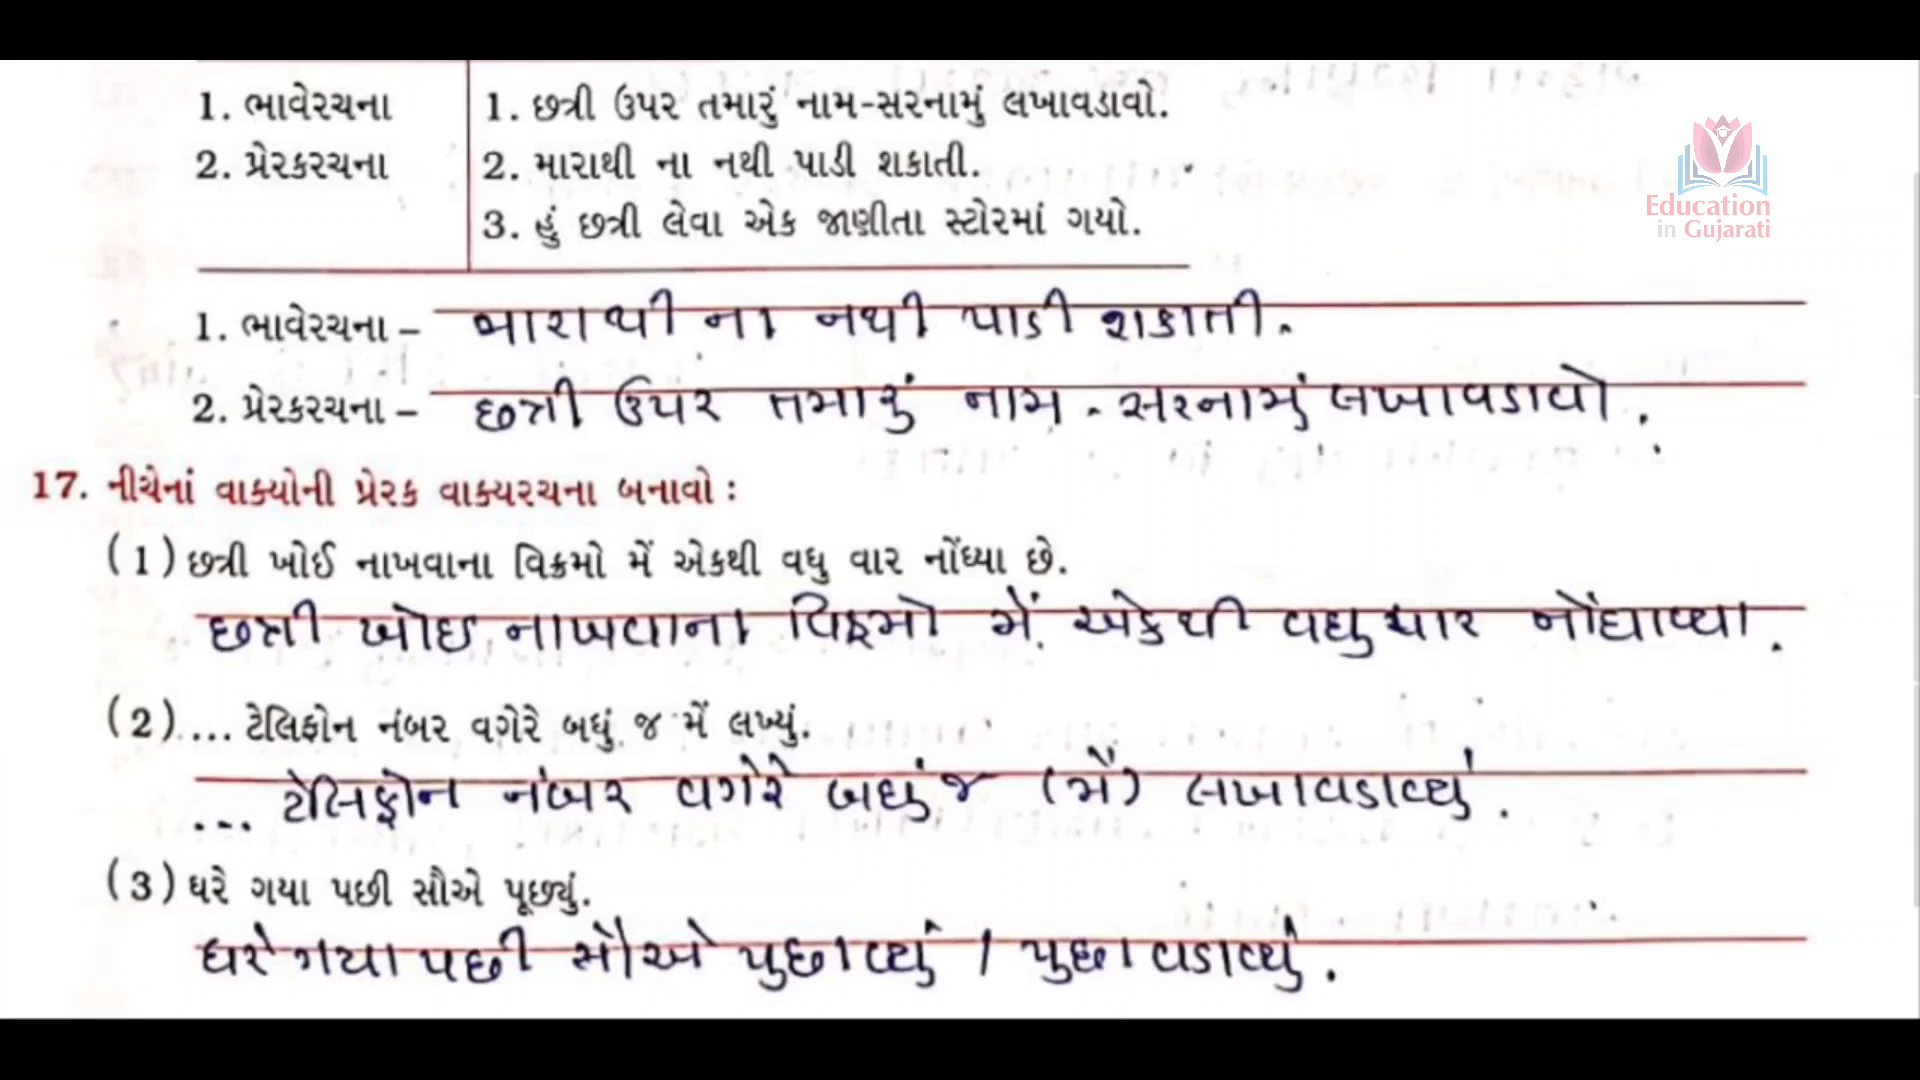 1. ભાવેરચના 1. છત્રી ઉપર તમારું નામ-સરનામું લખાવડાવો.
2. પ્રેરકરચના 2. મારાથી ના નથી પાડી શકાતી.
3. હું છત્રી લેવા એક જાણીતા સ્ટોરમાં ગયો.
Education
in Gujarati
1. ભાવેરચના – મારાથી ના નથી પાડી શકાતી.
2. પ્રેરકરચના – છત્રી ઉપર તમારું નામ-સરનામું લખાવડાવો.
17. નીચેનાં વાક્યોની પ્રેરક વાક્યરચના બનાવો :
(1) છત્રી ખોઈ નાખવાના વિક્રમો મેં એકથી વધુ વાર નોંધ્યા છે.
છત્રી ખોઇ નાખવાના વિક્રમો મેં એકથી વધુ વાર નોંધાવ્યા.
(2) ... ટેલિફોન નંબર વગેરે બધું જ મેં લખ્યું.
... ટેલિફોન નંબર વગેરે બધું જ (મેં) લખાવડાવ્યું.
(3) ઘરે ગયા પછી સૌએ પૂછ્યું.
ઘરે ગયા પછી સૌએ પુછાવ્યું / પુછાવડાવ્યું.